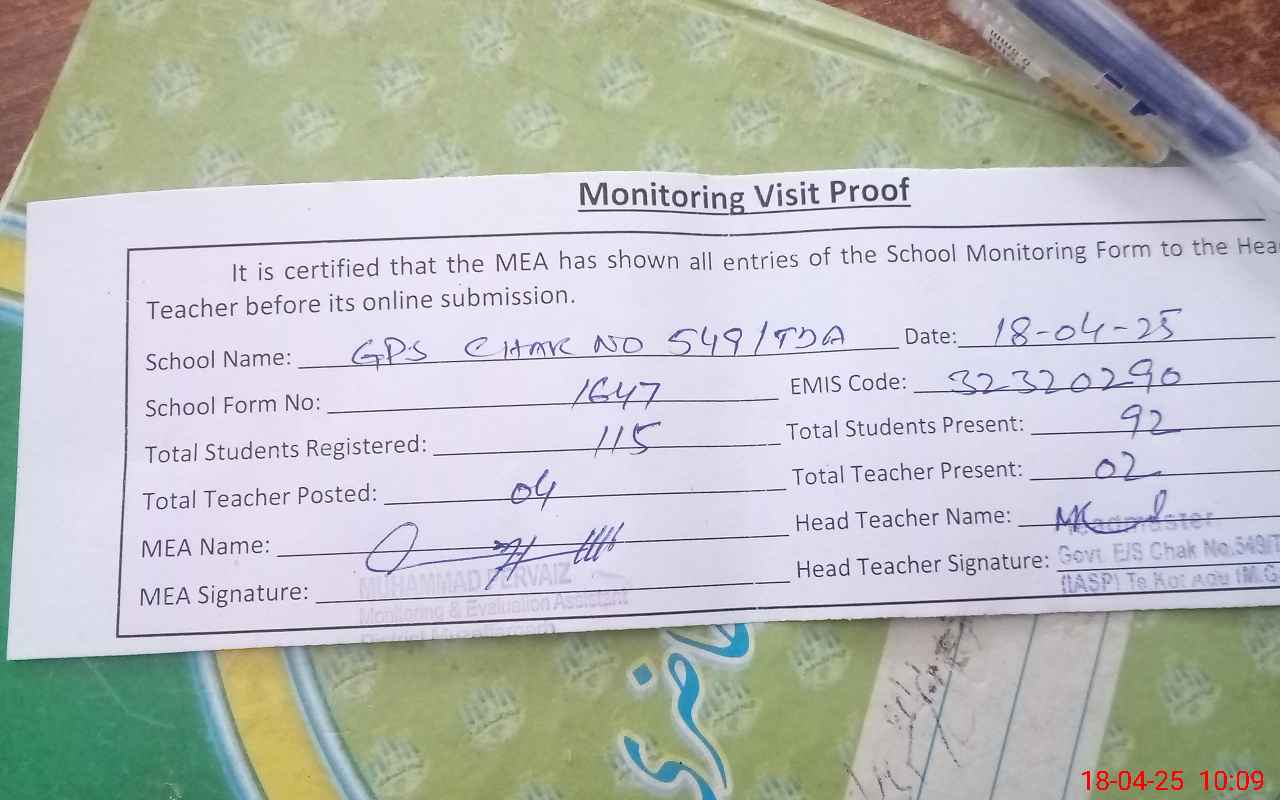 Monitoring Visit Proof
It is certified that the MEA has shown all entries of the School Monitoring Form to the Hea
Teacher before its online submission.
School Name: GPS CHAK NO 549/TDA Date: 18-04-25
School Form No: 1647 EMIS Code: 32320290
Total Students Registered: 115 Total Students Present: 92
Total Teacher Posted: 04 Total Teacher Present: 02
MEA Name: Head Teacher Name:
Headmaster
MEA Signature: Head Teacher Signature:
MUHAMMAD PERVAIZ Govt. E/S Chak No.549/T
Monitoring & Evaluation Assistant (IASP) Te. Kot Adu (M.G
District Muzaffargarh
حاضری
18-04-25 10:09